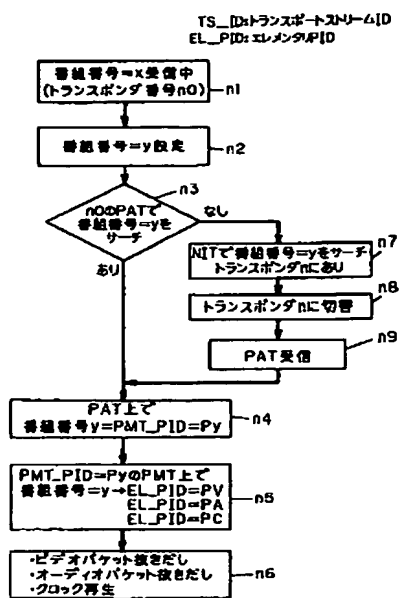 TS_ID:トランスポートストリームID
EL_PID:エレメンタリPID
番組番号=x受信中
(トランスポンダ番号n0)
n1
番組番号=y設定
n2
n3
n0のPATで
番組番号=yを
サーチ
なし
あり
NITで番組番号=yをサーチ
トランスポンダnにあり
n7
トランスポンダnに切替
n8
PAT受信
n9
PAT上で
番組番号y=PMT_PID=Py
n4
PMT_PID=PyのPMT上で
番組番号=y→EL_PID=PV
EL_PID=PA
EL_PID=PC
n5
・ビデオパケット抜きだし
・オーディオパケット抜きだし
・クロック再生
n6